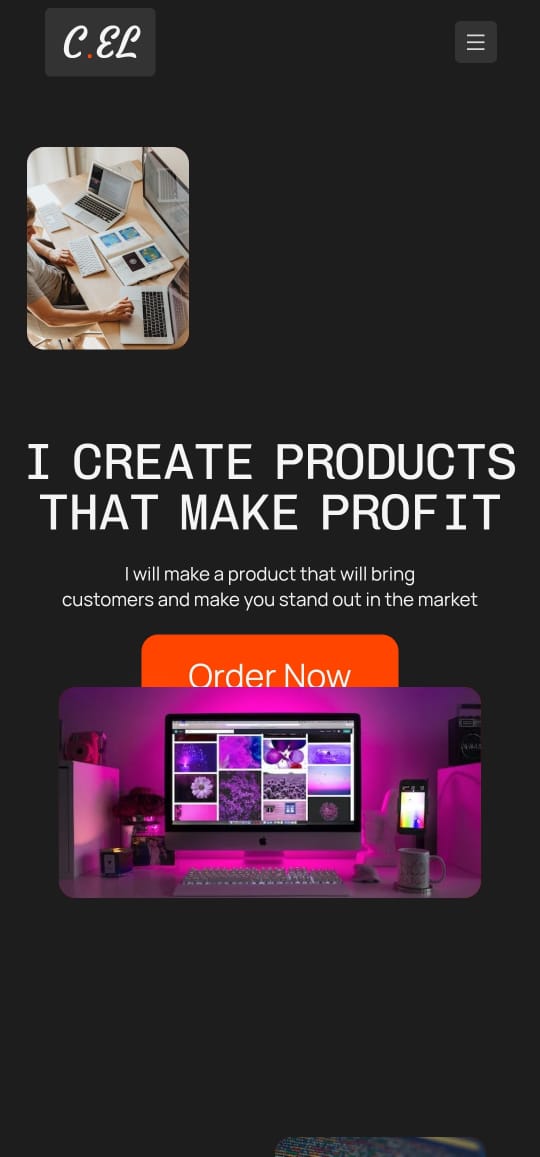 C.EL
I CREATE PRODUCTS
THAT MAKE PROFIT
I will make a product that will bring
customers and make you stand out in the market
Order Now